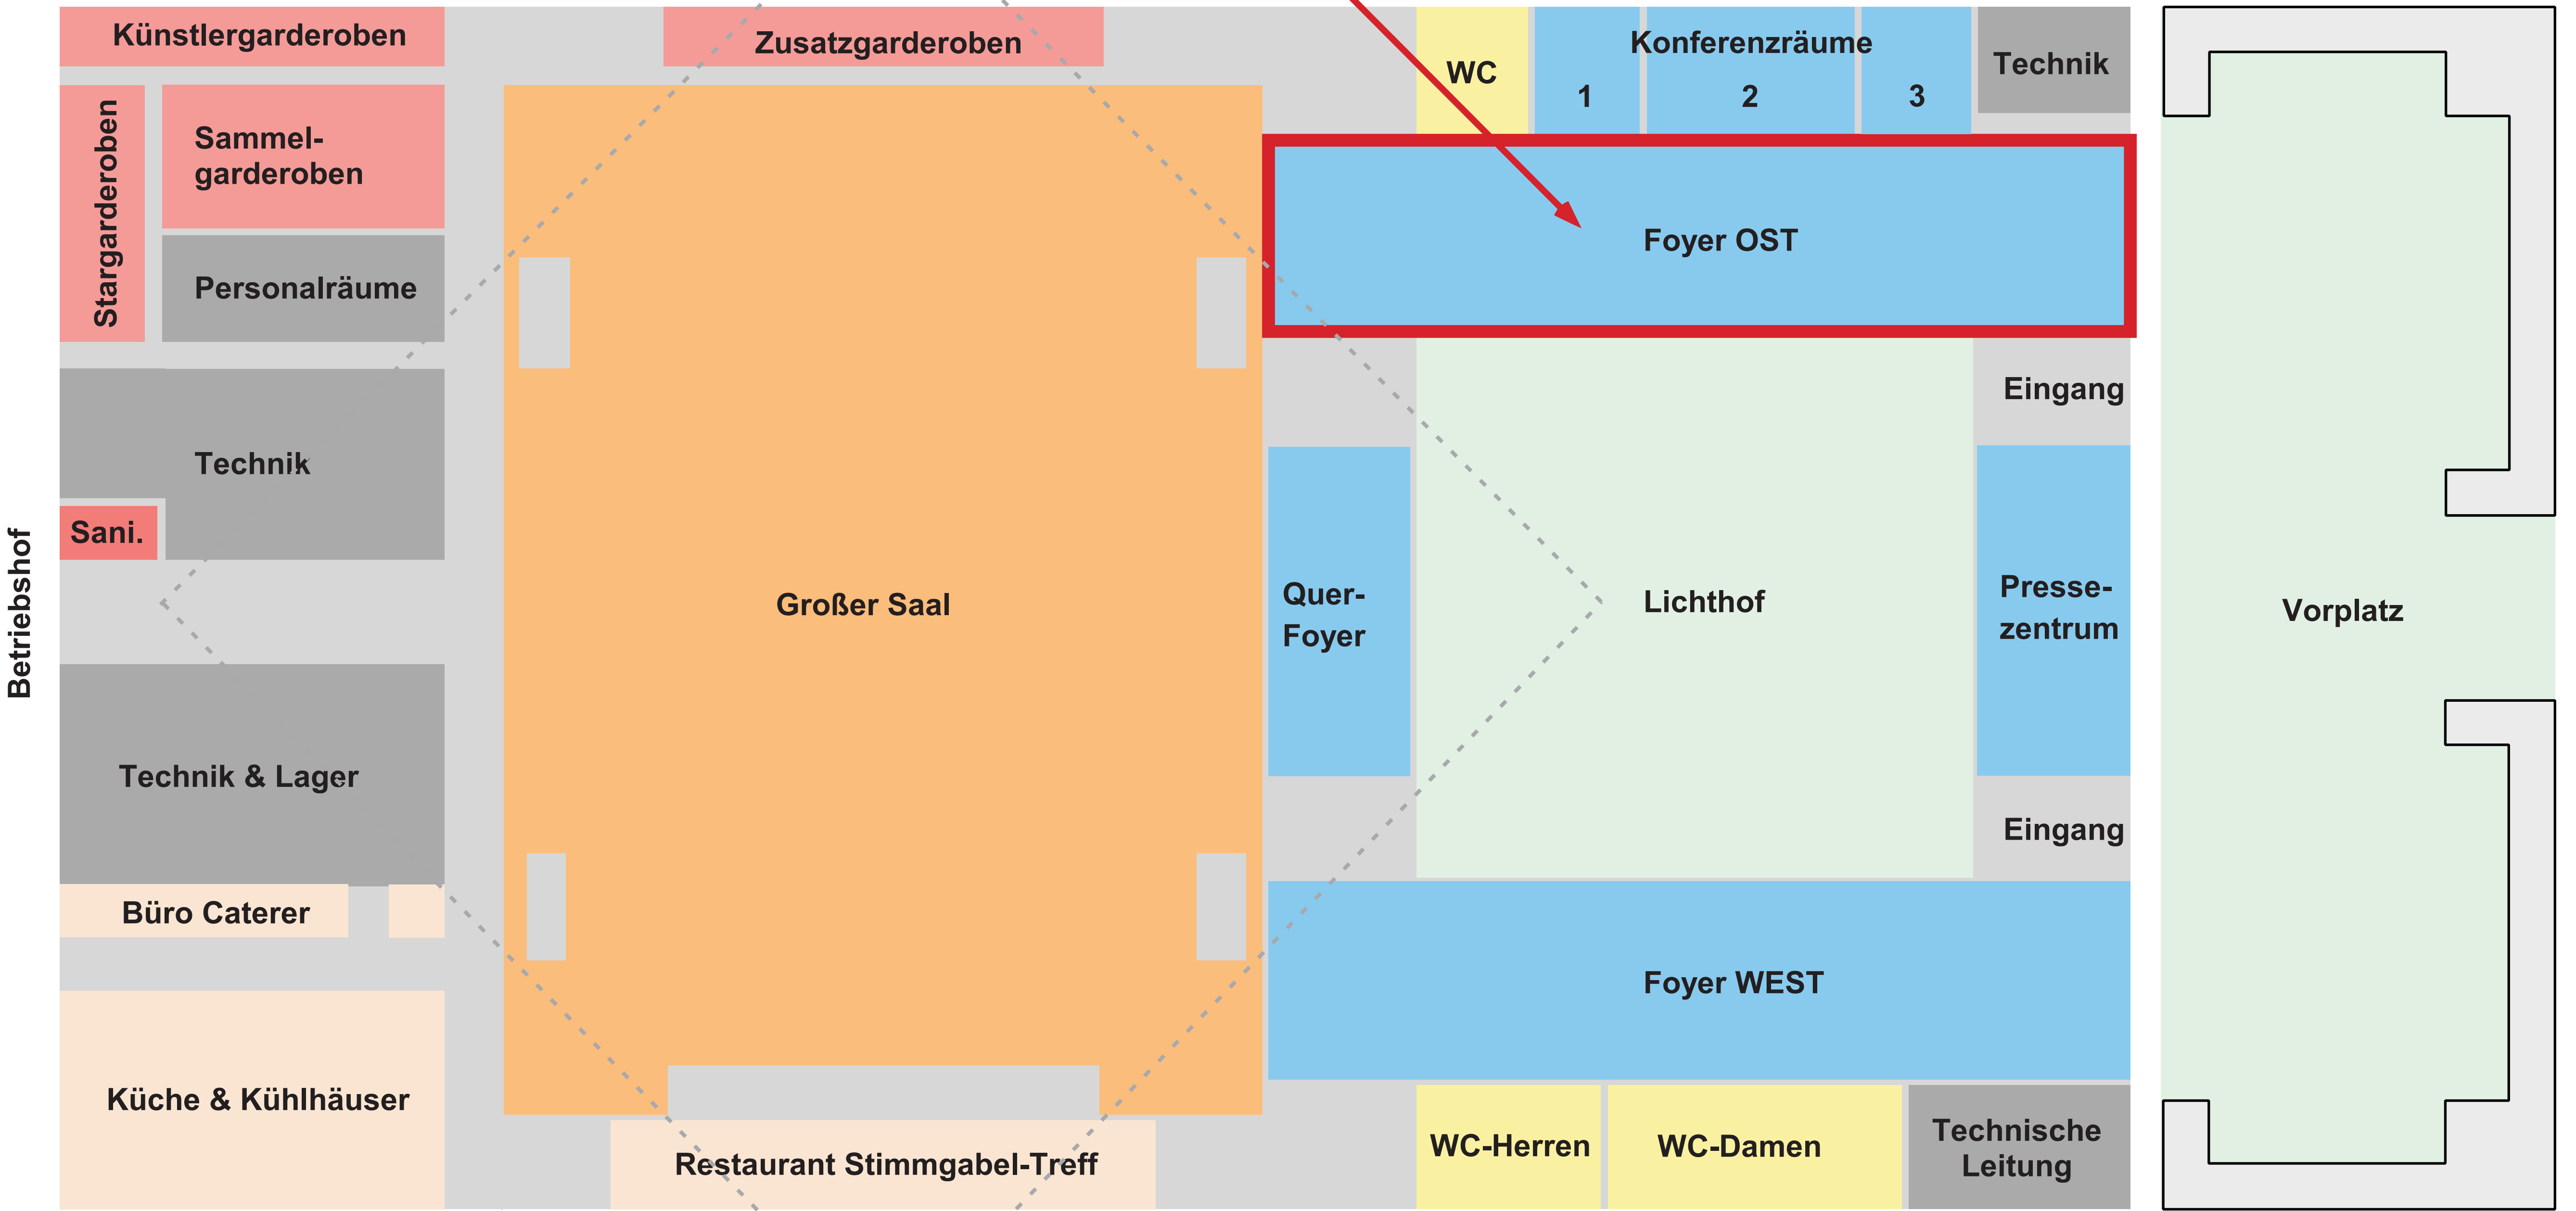 Künstlergarderoben
Zusatzgarderoben
WC
Konferenzräume
1
2
3
Technik
Stargarderoben
Sammel-
garderoben
Personalräume
Foyer OST
Eingang
Technik
Sani.
Betriebshof
Großer Saal
Quer-
Foyer
Lichthof
Presse-
zentrum
Vorplatz
Technik & Lager
Eingang
Büro Caterer
Foyer WEST
Küche & Kühlhäuser
Restaurant Stimmgabel-Treff
WC-Herren
WC-Damen
Technische
Leitung